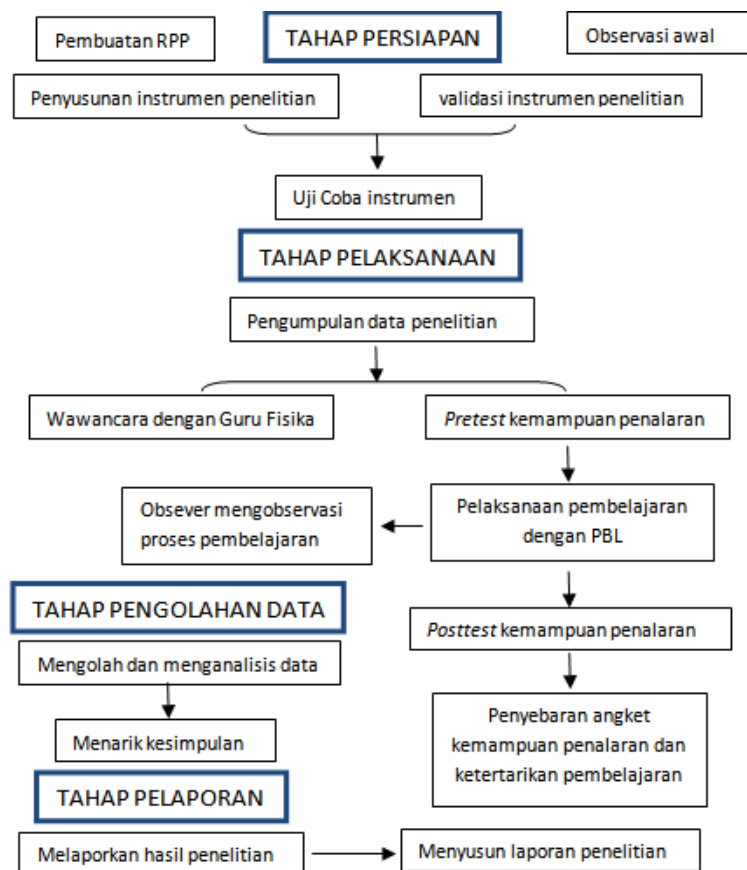 Pembuatan RPP
TAHAP PERSIAPAN
Observasi awal
Penyusunan instrumen penelitian
validasi instrumen penelitian
Uji Coba instrumen
TAHAP PELAKSANAAN
Pengumpulan data penelitian
Wawancara dengan Guru Fisika
Pretest kemampuan penalaran
Obsever mengobservasi
proses pembelajaran
Pelaksanaan pembelajaran
dengan PBL
TAHAP PENGOLAHAN DATA
Posttest kemampuan penalaran
Mengolah dan menganalisis data
Menarik kesimpulan
Penyebaran angket
kemampuan penalaran dan
ketertarikan pembelajaran
TAHAP PELAPORAN
Melaporkan hasil penelitian
Menyusun laporan penelitian